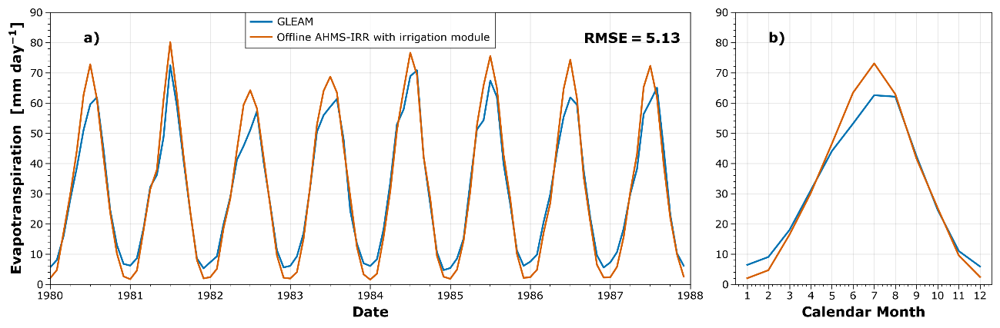 a)
GLEAM
Offline AHMS-IRR with irrigation module
RMSE = 5.13
Evapotranspiration [mm day⁻¹]
90
80
70
60
50
40
30
20
10
0
1980 1981 1982 1983 1984 1985 1986 1987 1988
Date
b)
90
80
70
60
50
40
30
20
10
0
1 2 3 4 5 6 7 8 9 10 11 12
Calendar Month